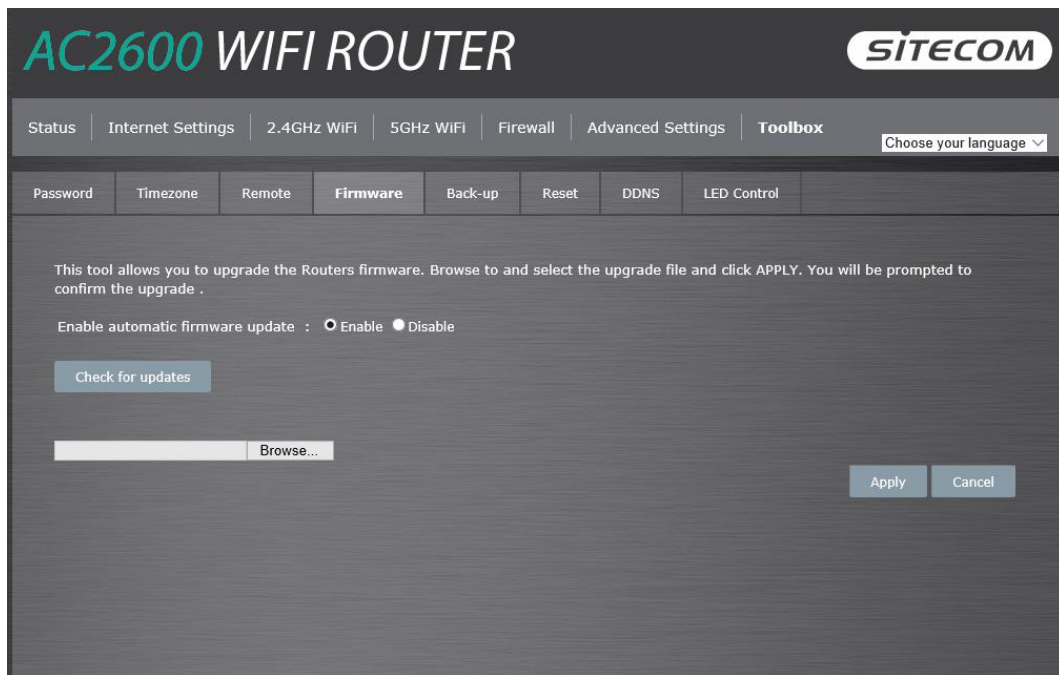 AC2600 WIFI ROUTER
SITECOM
Status Internet Settings 2.4GHz WiFi 5GHz WiFi Firewall Advanced Settings Toolbox
Choose your language
Password Timezone Remote Firmware Back-up Reset DDNS LED Control
This tool allows you to upgrade the Routers firmware. Browse to and select the upgrade file and click APPLY. You will be prompted to
confirm the upgrade .
Enable automatic firmware update : Enable Disable
Check for updates
Browse...
Apply Cancel